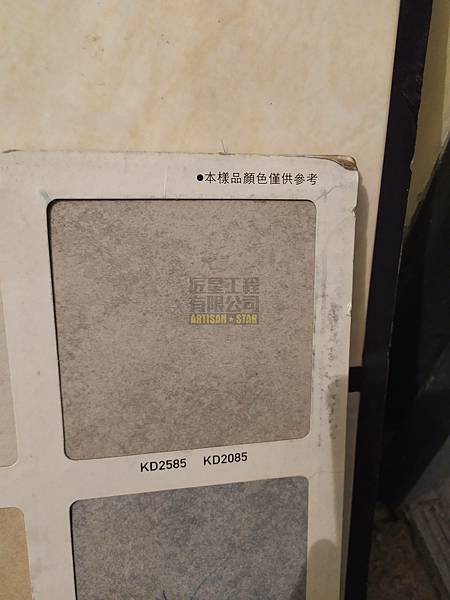 ●本樣品顏色僅供參考
匠星工程
有限公司
ARTISAN★STAR
KD2585 KD2085